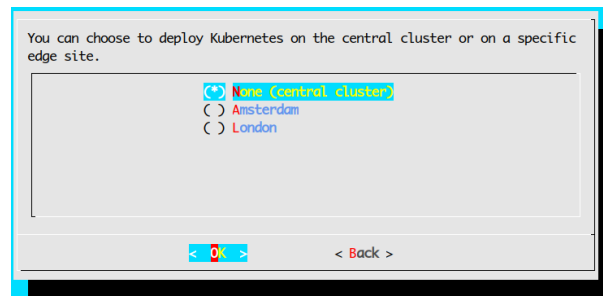 You can choose to deploy Kubernetes on the central cluster or on a specific
edge site.
(*) None (central cluster)
( ) Amsterdam
( ) London
< OK > < Back >